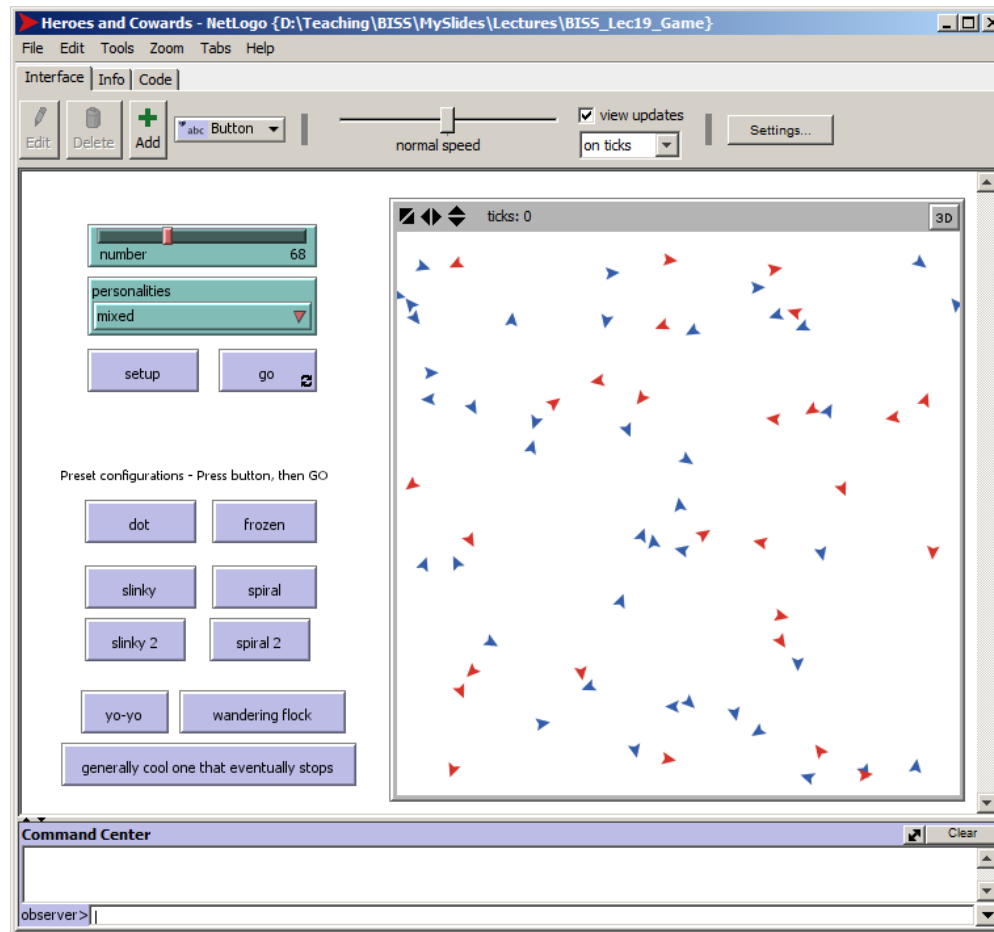 Heroes and Cowards - NetLogo {D:\Teaching\BISS\MySlides\Lectures\BISS_Lec19_Game}
File Edit Tools Zoom Tabs Help
Interface Info Code
Edit Delete Add abc Button normal speed view updates on ticks Settings...
ticks: 0 3D
number 68
personalities
mixed
setup go
Preset configurations - Press button, then GO
dot frozen
slinky spiral
slinky 2 spiral 2
yo-yo wandering flock
generally cool one that eventually stops
Command Center Clear
observer>